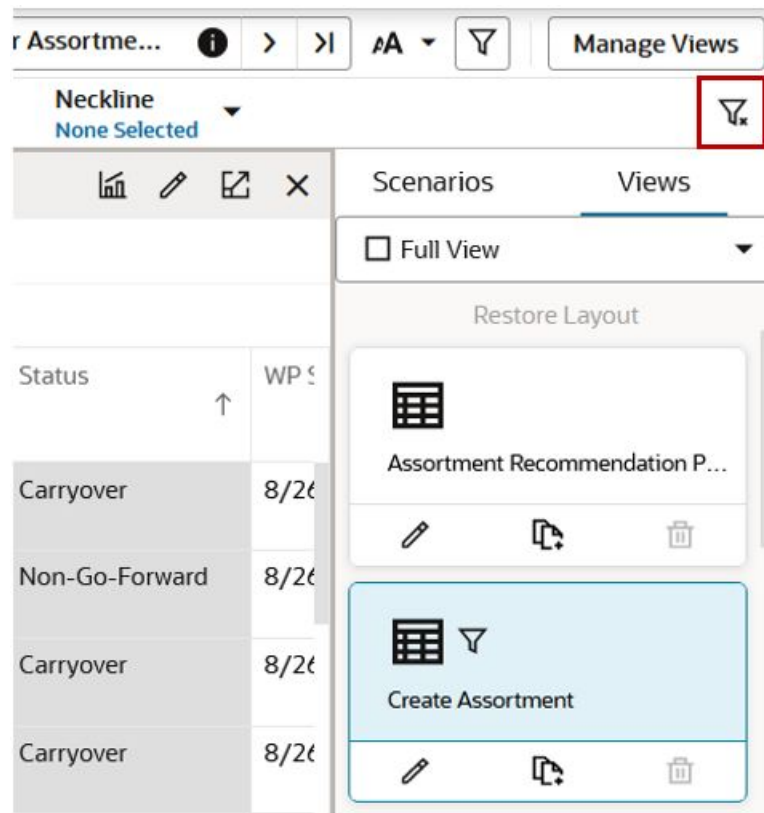 r Assortme...
AA
Manage Views
Neckline
None Selected
Scenarios
Views
Full View
Restore Layout
Status
WP S
Assortment Recommendation P...
Carryover
8/26
Non-Go-Forward
8/26
Create Assortment
Carryover
8/26
Carryover
8/26